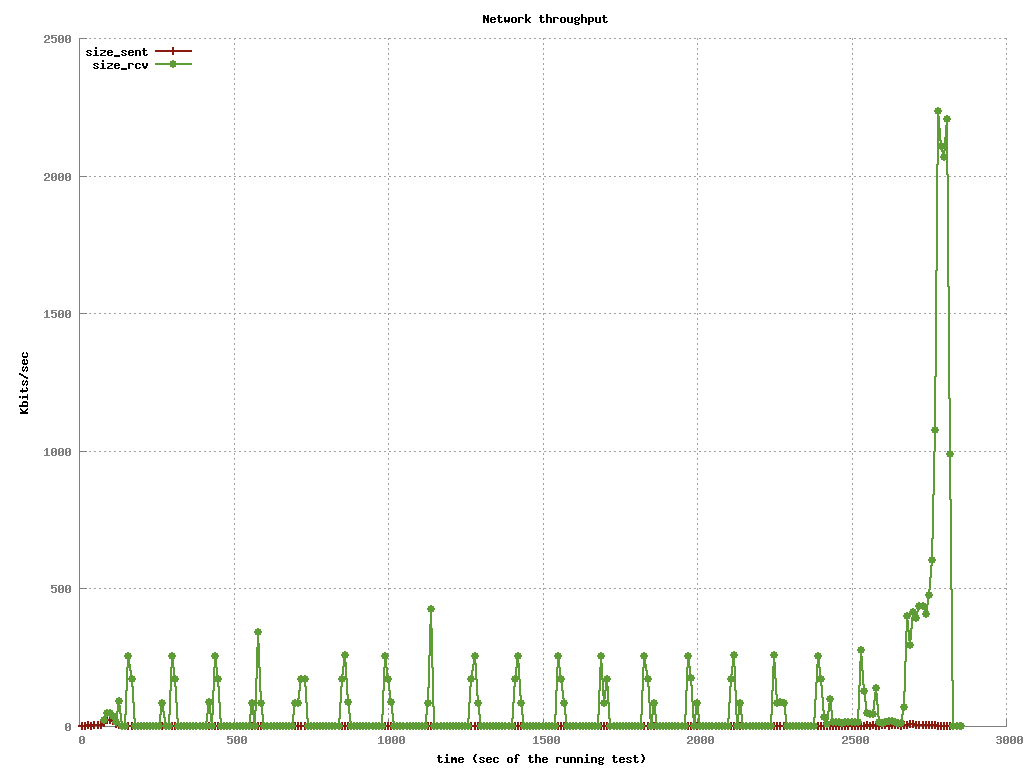 Network throughput
2500
size_sent
size_rcv
2000
1500
Kbits/sec
1000
500
0
0 500 1000 1500 2000 2500 3000
time (sec of the running test)